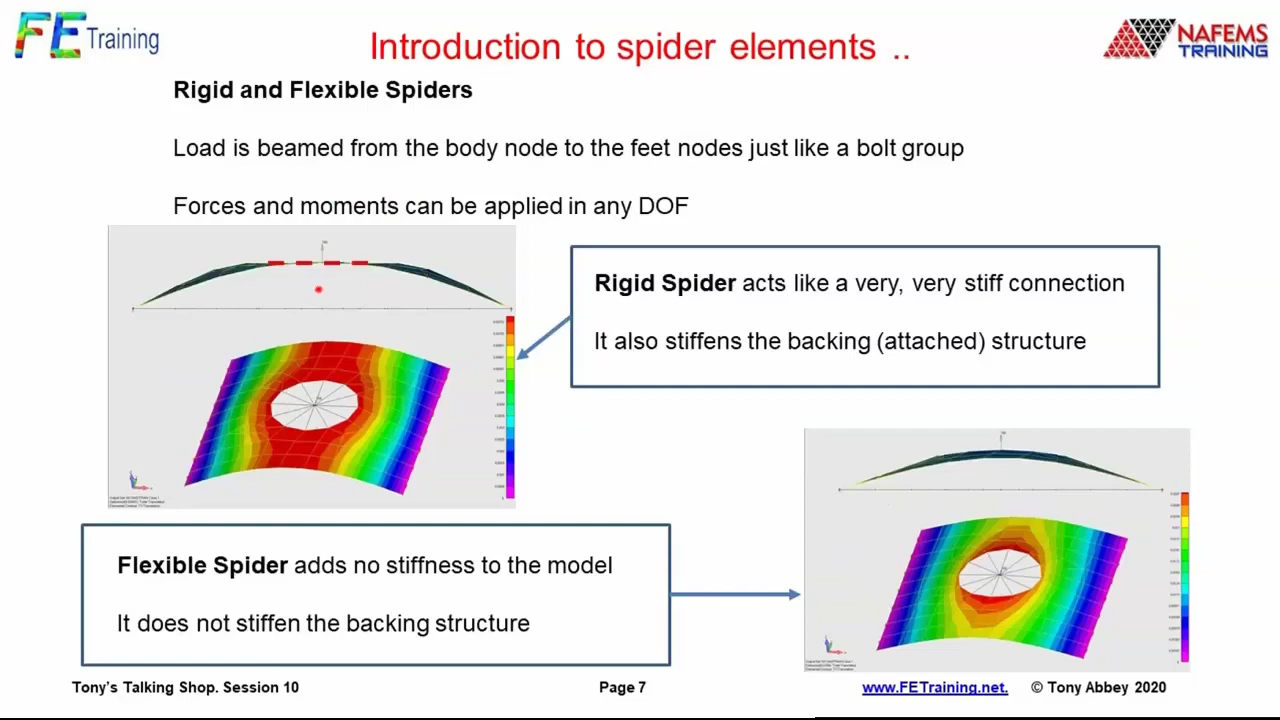 FE Training
Introduction to spider elements ..
NAFEMS
TRAINING
Rigid and Flexible Spiders
Load is beamed from the body node to the feet nodes just like a bolt group
Forces and moments can be applied in any DOF
Rigid Spider acts like a very, very stiff connection
It also stiffens the backing (attached) structure
Flexible Spider adds no stiffness to the model
It does not stiffen the backing structure
Tony's Talking Shop. Session 10
Page 7
www.FETraining.net.
© Tony Abbey 2020